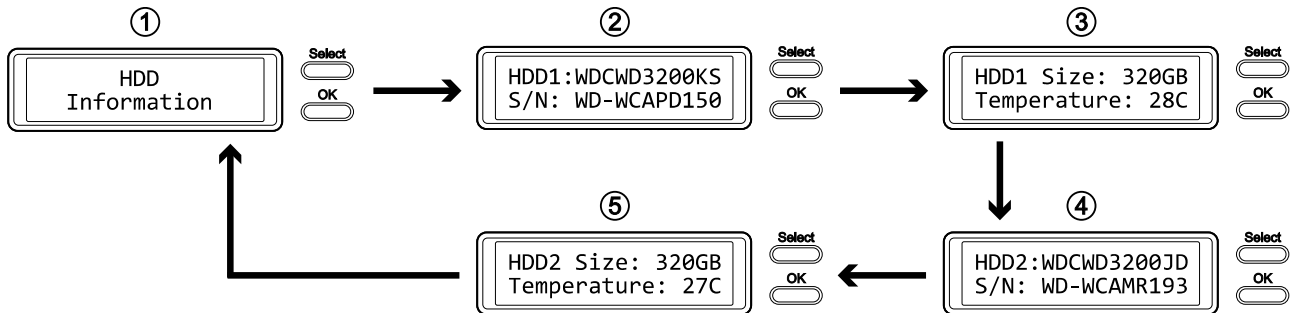 ①
HDD
Information
Select
OK
②
HDD1:WDCWD3200KS
S/N: WD-WCAPD150
Select
OK
③
HDD1 Size: 320GB
Temperature: 28C
Select
OK
④
HDD2:WDCWD3200JD
S/N: WD-WCAMR193
Select
OK
⑤
HDD2 Size: 320GB
Temperature: 27C
Select
OK